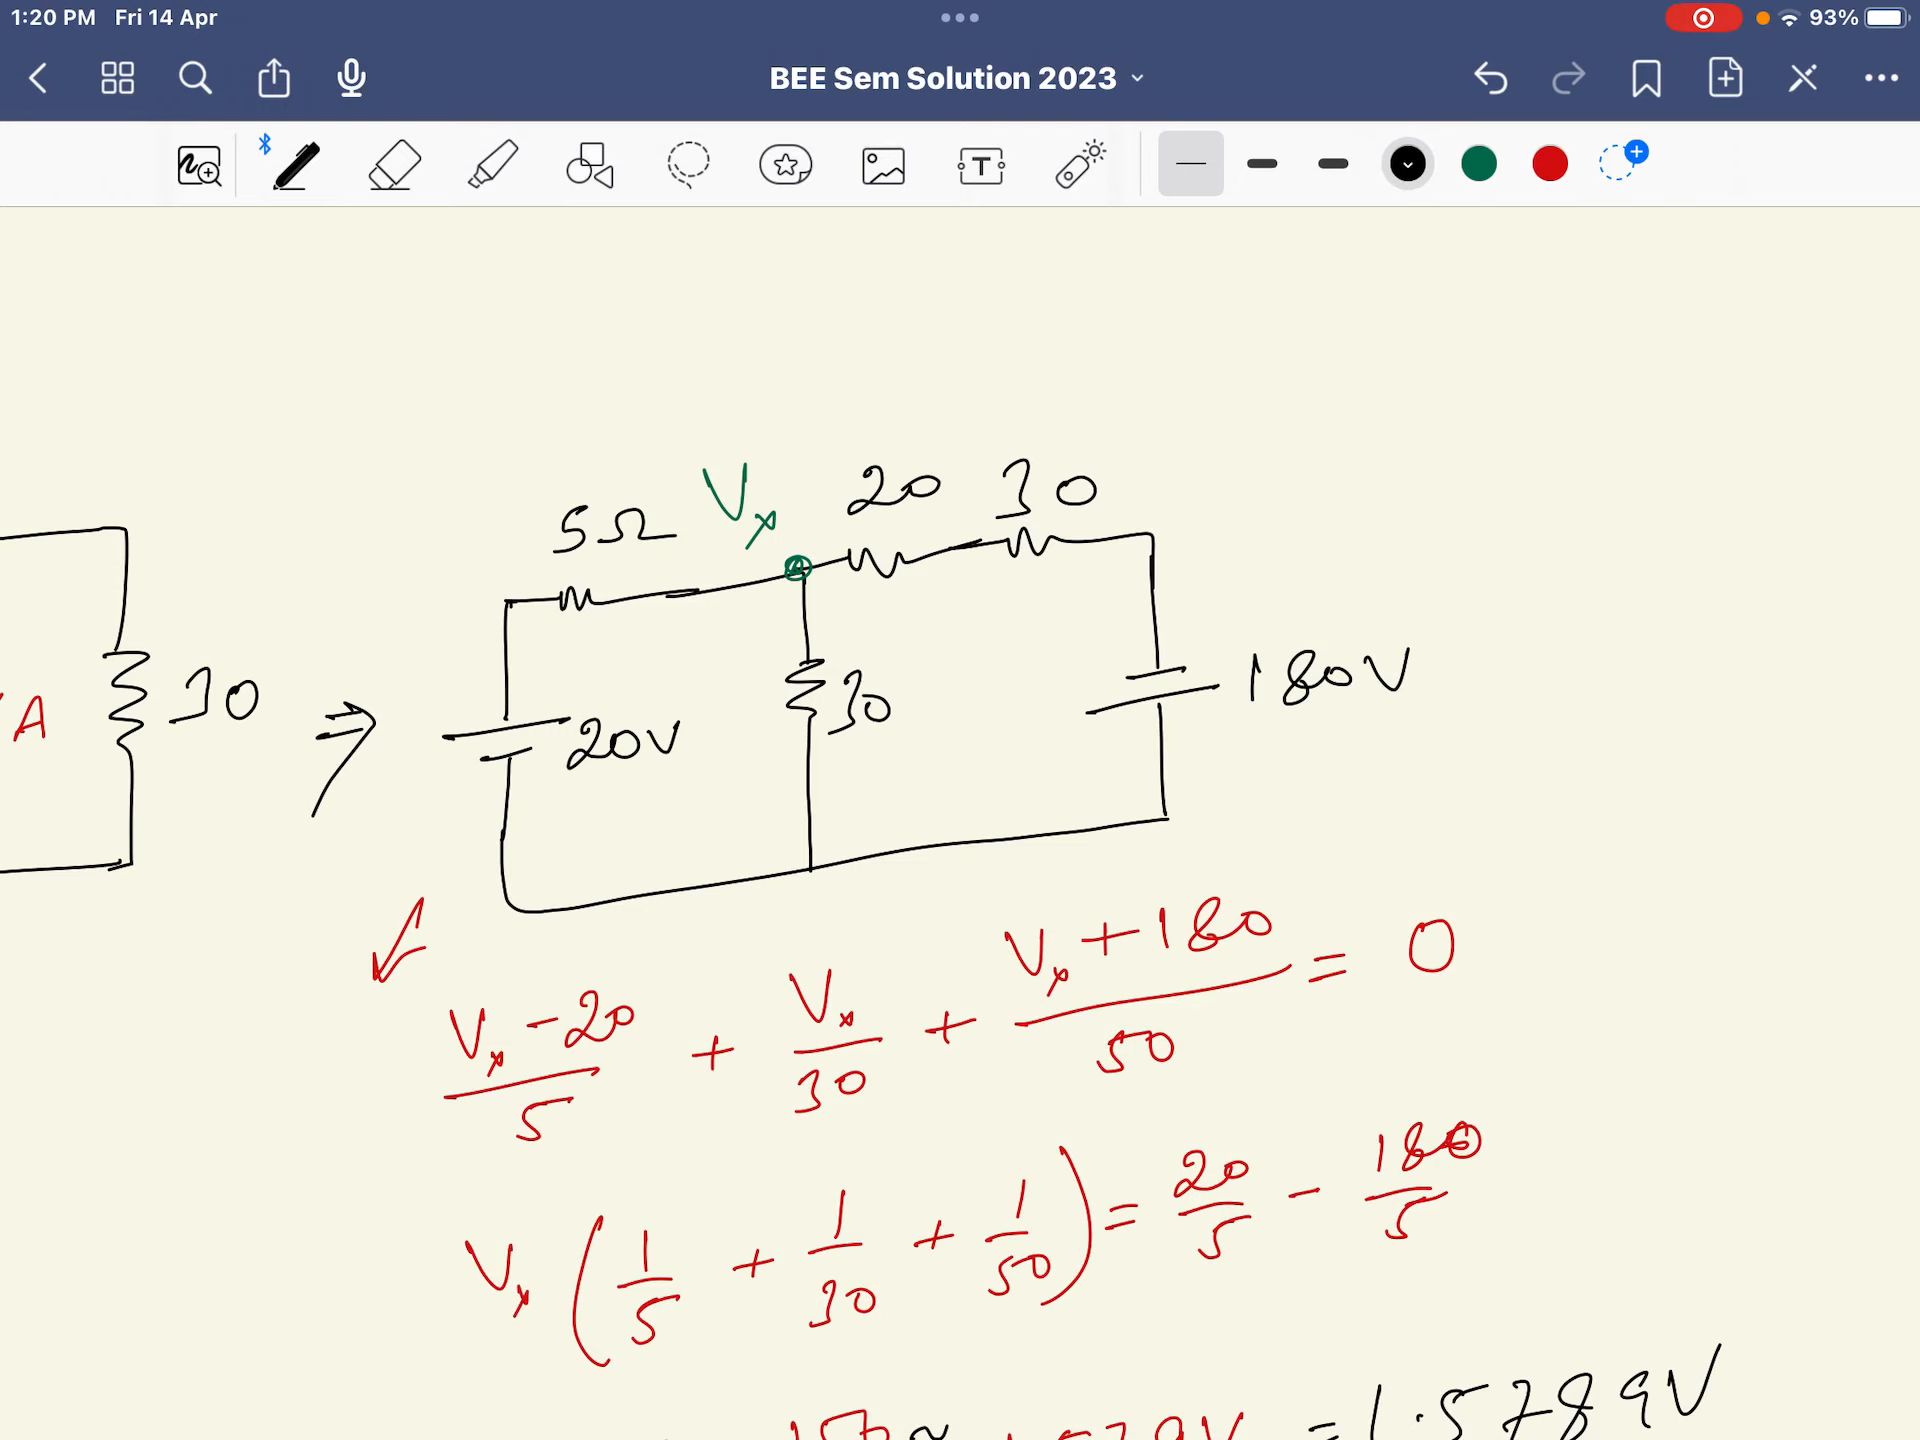 1:20 PM Fri 14 Apr
93%
BEE Sem Solution 2023
T
5Ω Vx 20 30
A 30 ⇒ 20V 30 180V
(Vx - 20)/5 + Vx/30 + (Vx + 180)/50 = 0
Vx (1/5 + 1/30 + 1/50) = 20/5 - 180/5
= 1.5789V